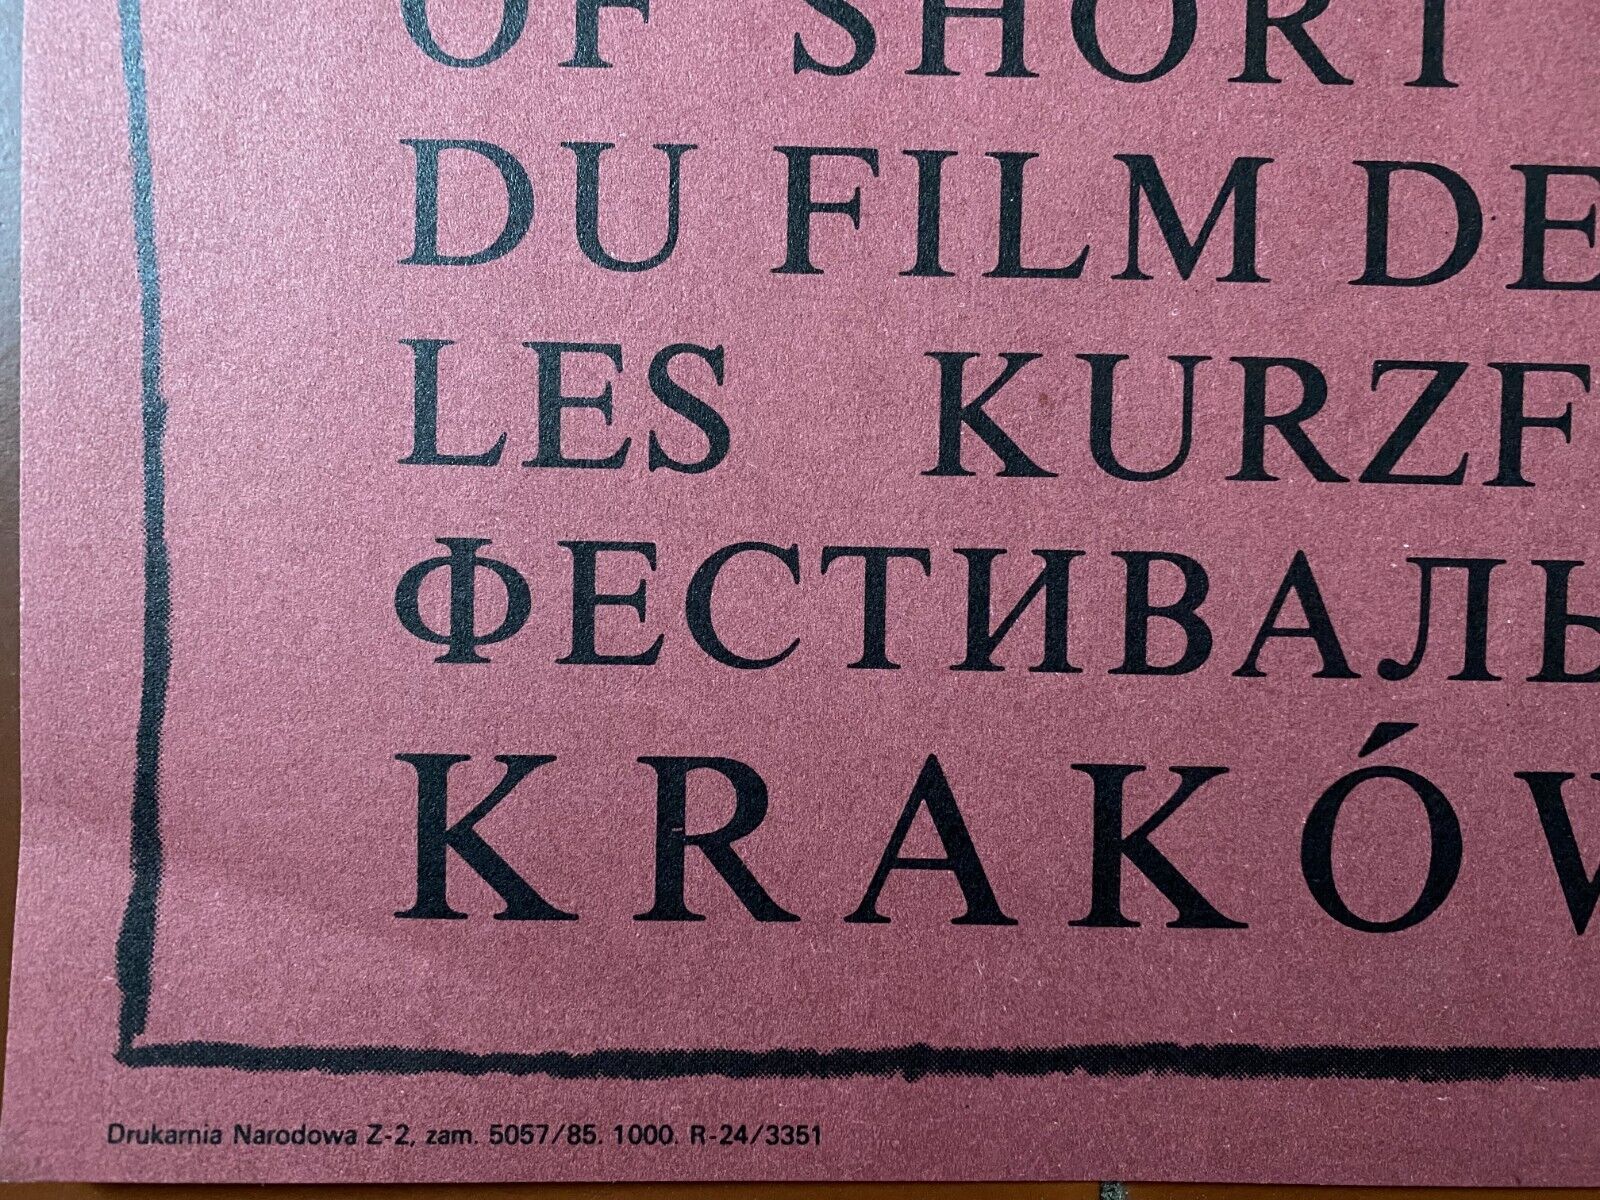 OF SHORT
DU FILM DE
LES KURZF
ФЕСТИВАЛЬ
KRAKÓW
Drukarnia Narodowa Z-2, zam. 5057/85. 1000. R-24/3351